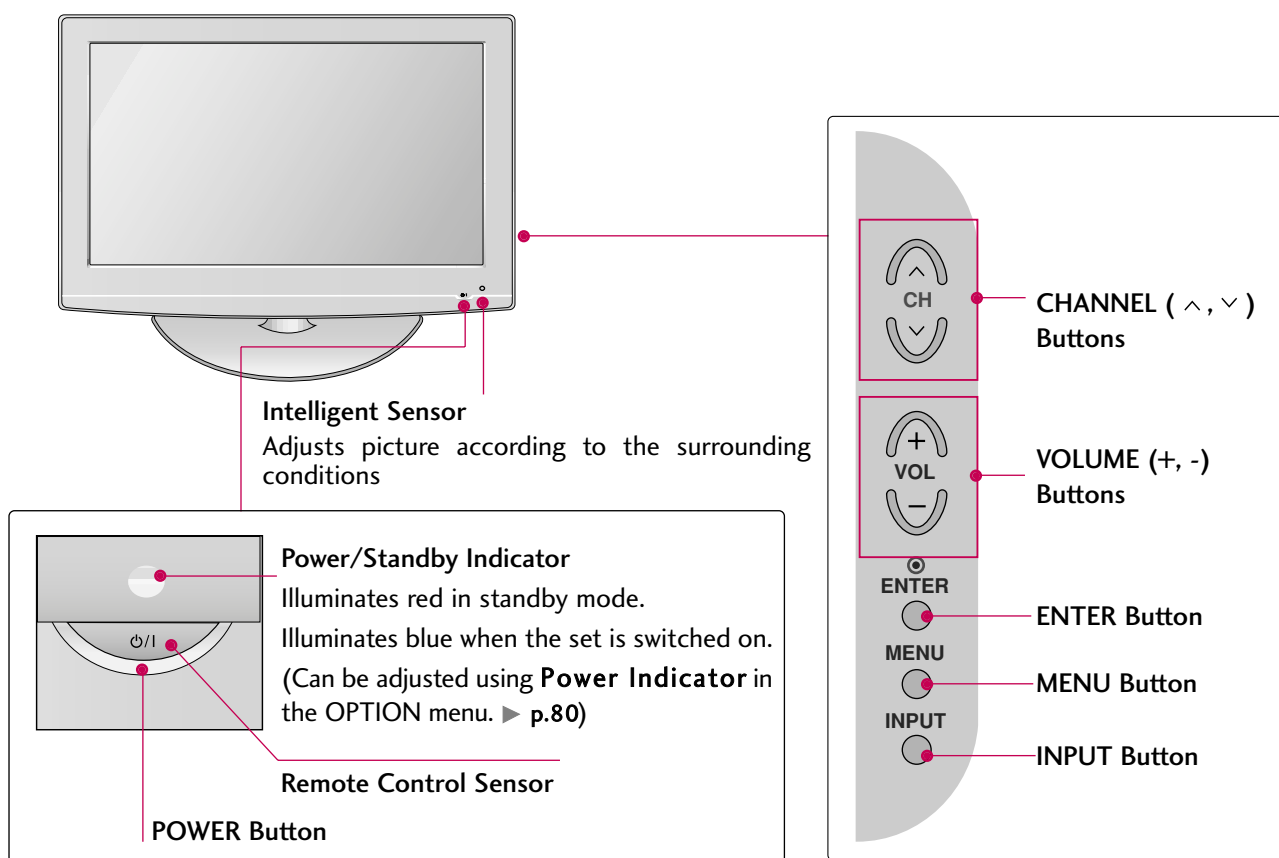 Intelligent Sensor
Adjusts picture according to the surrounding
conditions
Power/Standby Indicator
Illuminates red in standby mode.
Illuminates blue when the set is switched on.
(Can be adjusted using Power Indicator in
the OPTION menu. ▶ p.80)
⏻/I
Remote Control Sensor
POWER Button
CH
VOL
ENTER
MENU
INPUT
CHANNEL ( ^ , ˅ )
Buttons
+
VOLUME (+, -)
Buttons
-
ENTER Button
MENU Button
INPUT Button